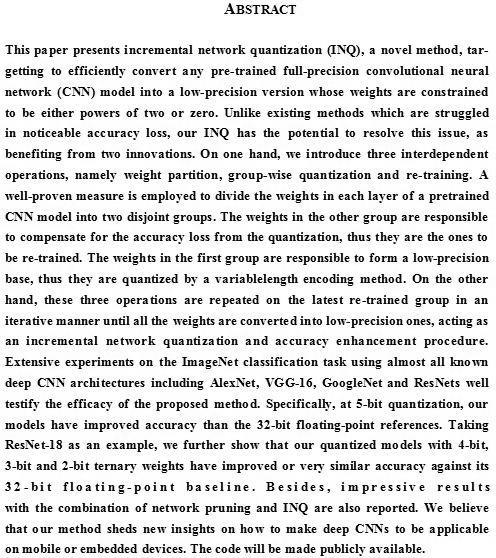 ABSTRACT
This paper presents incremental network quantization (INQ), a novel method, tar-
getting to efficiently convert any pre-trained full-precision convolutional neural
network (CNN) model into a low-precision version whose weights are constrained
to be either powers of two or zero. Unlike existing methods which are struggled
in noticeable accuracy loss, our INQ has the potential to resolve this issue, as
benefiting from two innovations. On one hand, we introduce three interdependent
operations, namely weight partition, group-wise quantization and re-training. A
well-proven measure is employed to divide the weights in each layer of a pretrained
CNN model into two disjoint groups. The weights in the other group are responsible
to compensate for the accuracy loss from the quantization, thus they are the ones to
be re-trained. The weights in the first group are responsible to form a low-precision
base, thus they are quantized by a variablelength encoding method. On the other
hand, these three operations are repeated on the latest re-trained group in an
iterative manner until all the weights are converted into low-precision ones, acting as
an incremental network quantization and accuracy enhancement procedure.
Extensive experiments on the ImageNet classification task using almost all known
deep CNN architectures including AlexNet, VGG-16, GoogleNet and ResNets well
testify the efficacy of the proposed method. Specifically, at 5-bit quantization, our
models have improved accuracy than the 32-bit floating-point references. Taking
ResNet-18 as an example, we further show that our quantized models with 4-bit,
3-bit and 2-bit ternary weights have improved or very similar accuracy against its
32-bit floating-point baseline. Besides, impressive results
with the combination of network pruning and INQ are also reported. We believe
that our method sheds new insights on how to make deep CNNs to be applicable
on mobile or embedded devices. The code will be made publicly available.